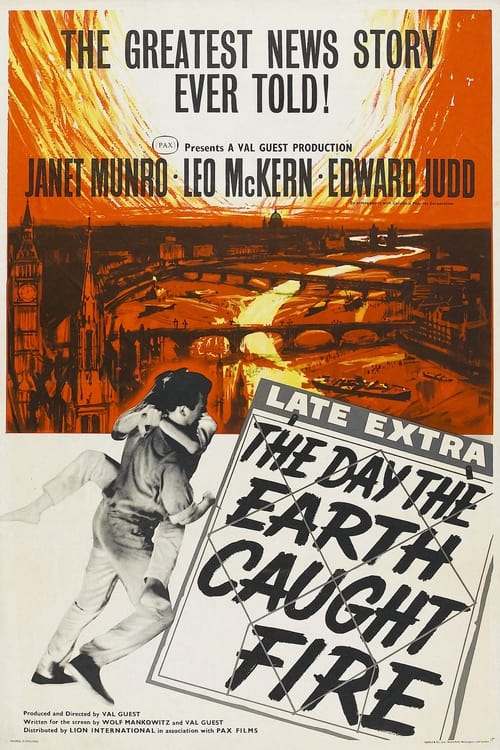 THE GREATEST NEWS STORY
EVER TOLD!
PAX Presents A VAL GUEST PRODUCTION
JANET MUNRO · LEO McKERN · EDWARD JUDD
LATE EXTRA
THE DAY THE
EARTH
CAUGHT
FIRE
Produced and Directed by VAL GUEST
Written for the screen by WOLF MANKOWITZ and VAL GUEST
Distributed by LION INTERNATIONAL in association with PAX FILMS